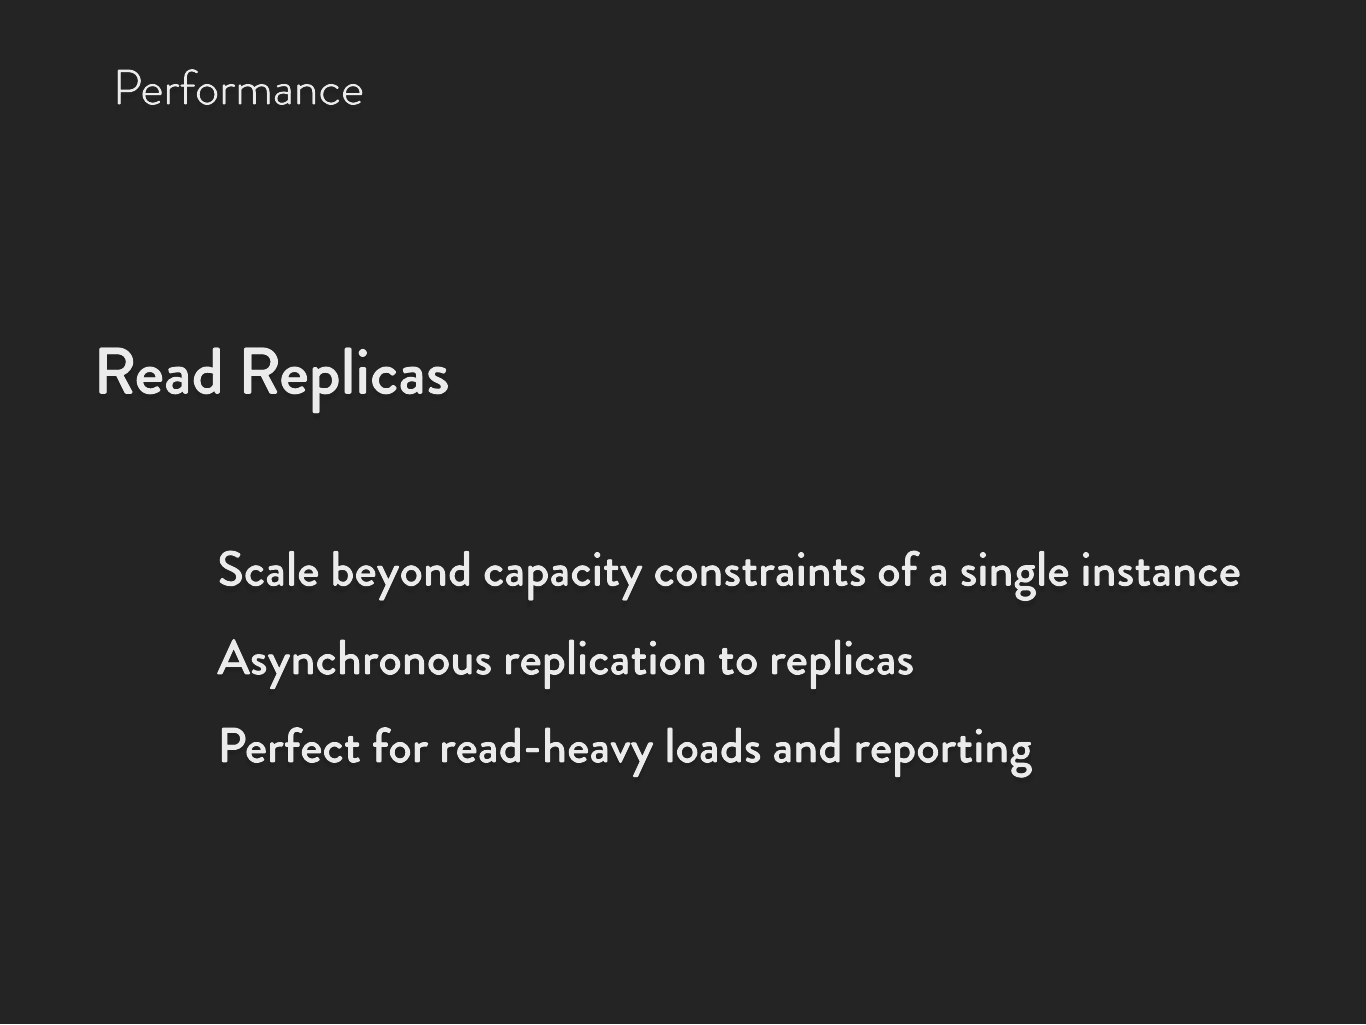 Performance
Read Replicas
Scale beyond capacity constraints of a single instance
Asynchronous replication to replicas
Perfect for read-heavy loads and reporting